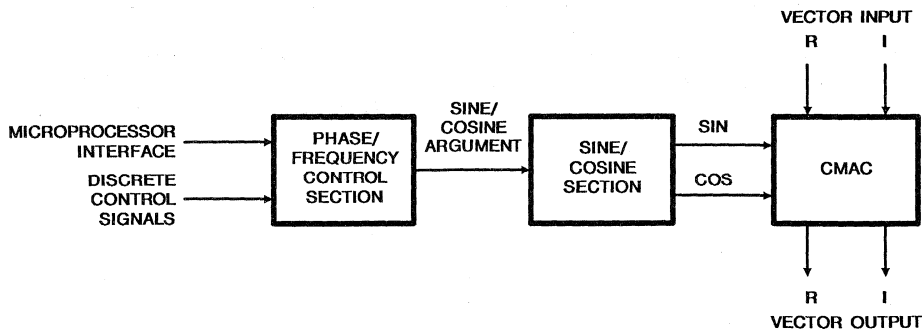 VECTOR INPUT
R I
MICROPROCESSOR
INTERFACE
DISCRETE
CONTROL
SIGNALS
PHASE/
FREQUENCY
CONTROL
SECTION
SINE/
COSINE
ARGUMENT
SINE/
COSINE
SECTION
SIN
COS
CMAC
R I
VECTOR OUTPUT